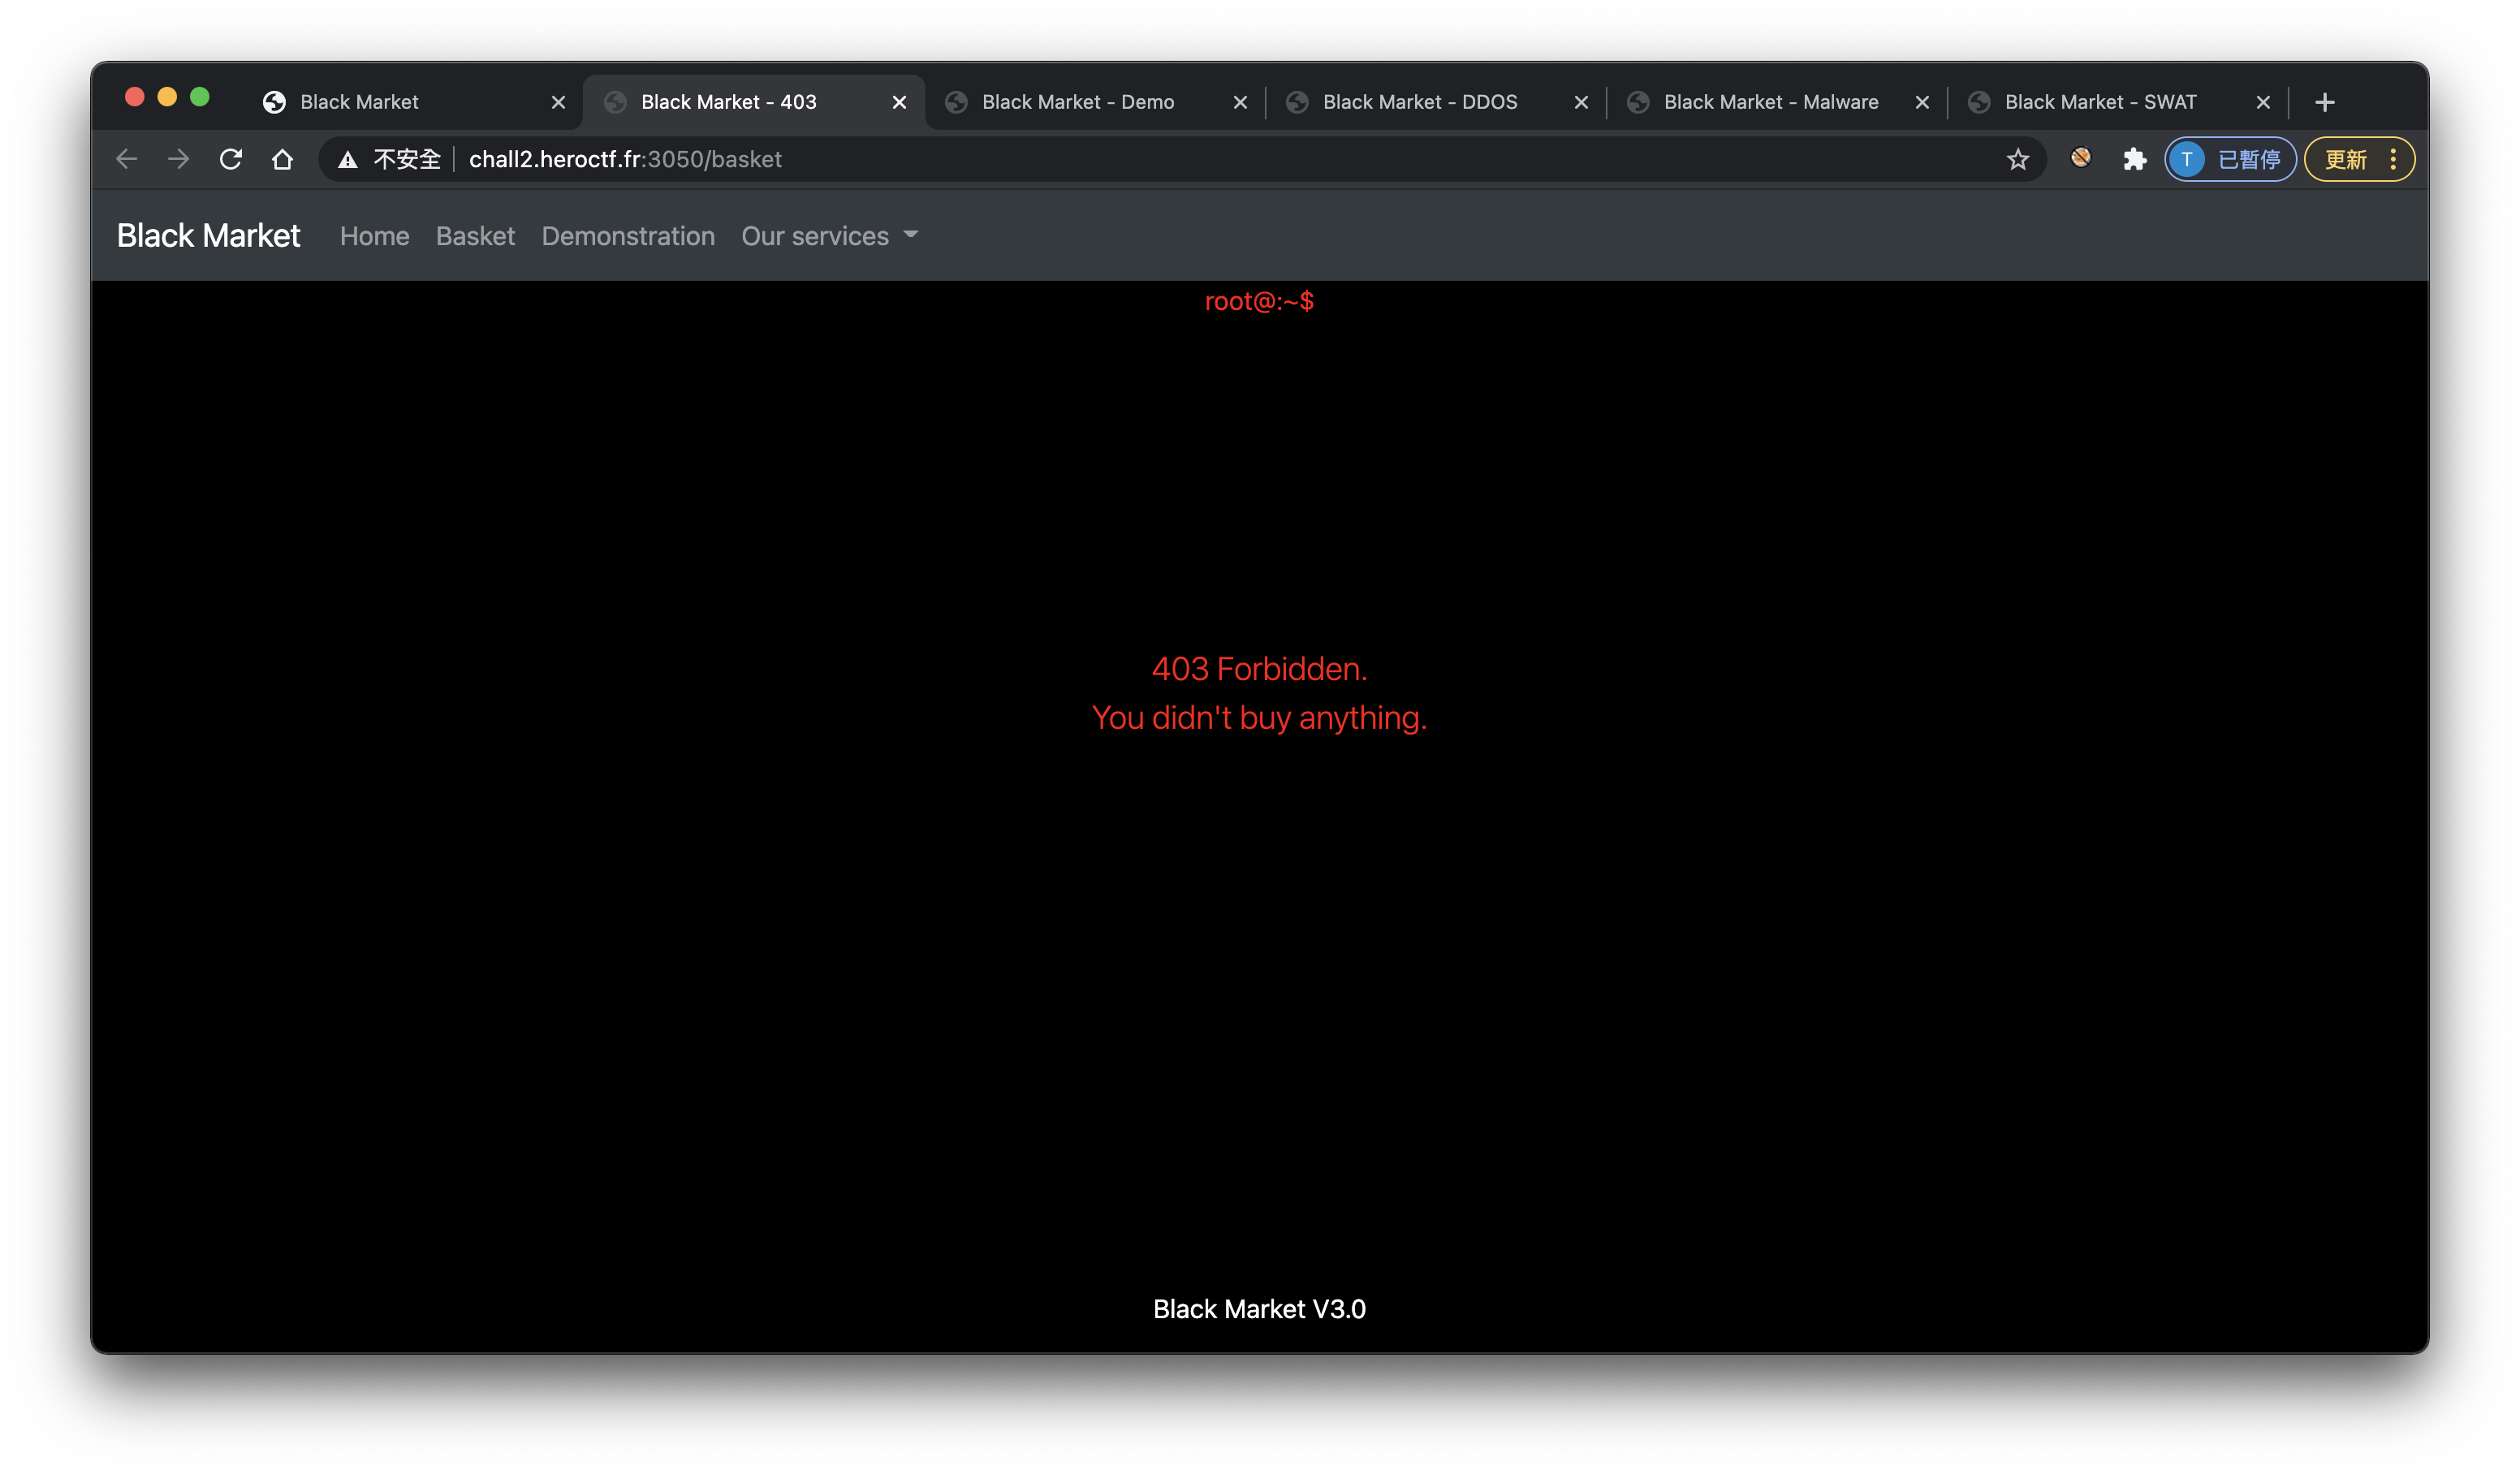 Black Market
Black Market - 403
Black Market - Demo
Black Market - DDOS
Black Market - Malware
Black Market - SWAT
不安全
chall2.heroctf.fr:3050/basket
T
已暫停
更新
Black Market Home Basket Demonstration Our services
root@:~$
403 Forbidden.
You didn't buy anything.
Black Market V3.0